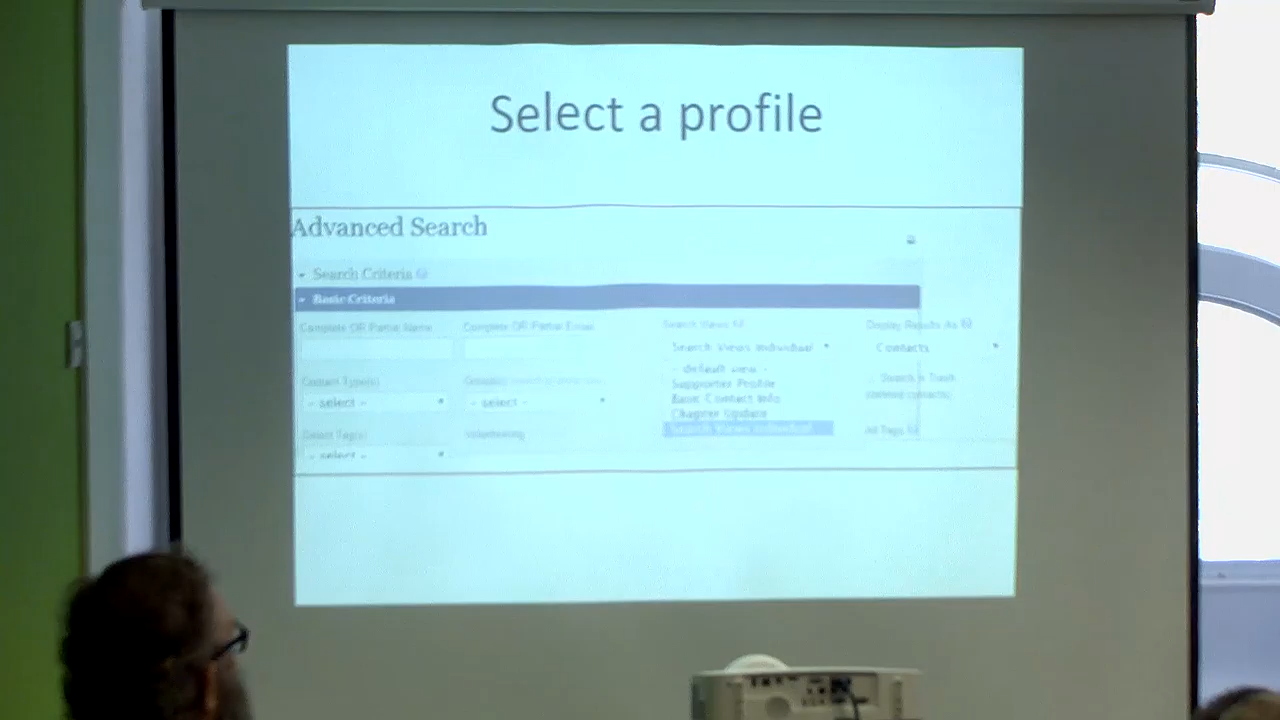 Select a profile
Advanced Search
Search Criteria
Basic Criteria
Complete OR Partial Name
Complete OR Partial Email
Search Views
Display Results As
Search Views Individual
Contacts
- default view -
Supporter Profile
Basic Contact Info
Chapter Update
Search Views Individual
Contact Type(s)
- select -
- select -
Search in Trash
(deleted contacts)
Select Tag(s)
volunteering
All Tags
- select -